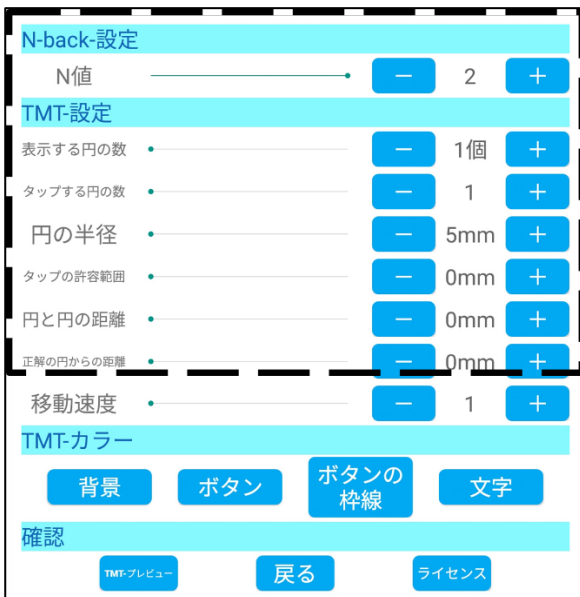 N-back-設定
N値 － 2 ＋
TMT-設定
表示する円の数 － 1個 ＋
タップする円の数 － 1 ＋
円の半径 － 5mm ＋
タップの許容範囲 － 0mm ＋
円と円の距離 － 0mm ＋
正解の円からの距離 － 0mm ＋
移動速度 － 1 ＋
TMT-カラー
背景 ボタン ボタンの枠線 文字
確認
TMT-プレビュー 戻る ライセンス